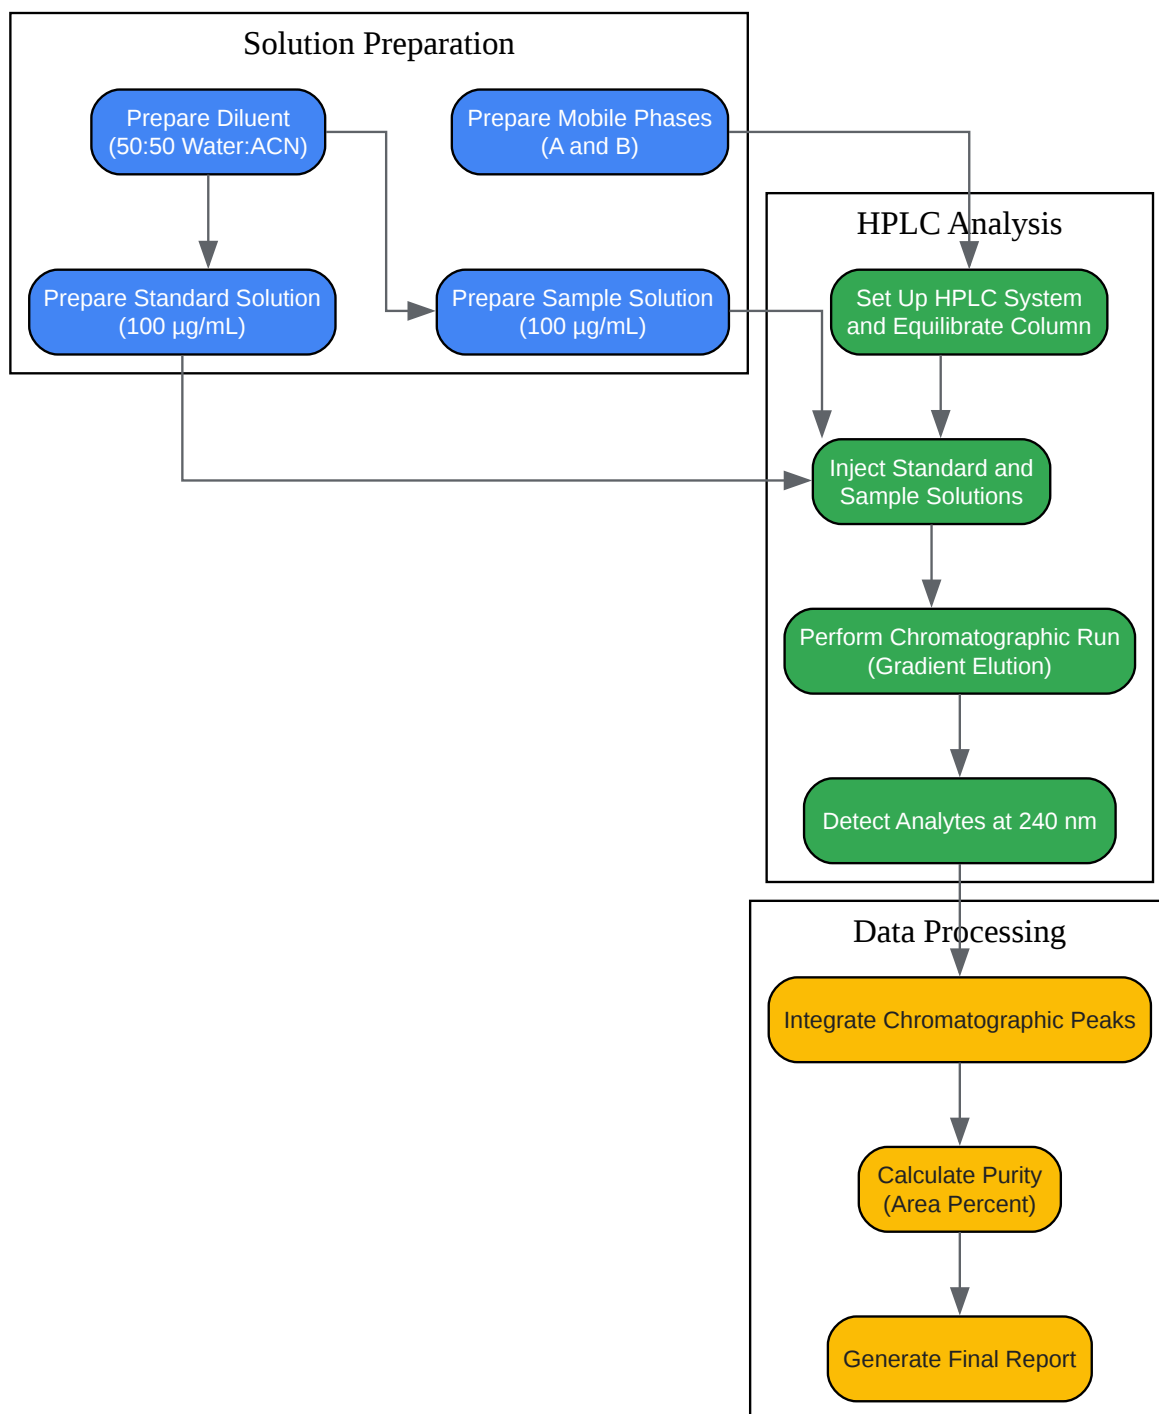 Solution Preparation
Prepare Diluent
(50:50 Water:ACN)
Prepare Mobile Phases
(A and B)
Prepare Standard Solution
(100 µg/mL)
Prepare Sample Solution
(100 µg/mL)
HPLC Analysis
Set Up HPLC System
and Equilibrate Column
Inject Standard and
Sample Solutions
Perform Chromatographic Run
(Gradient Elution)
Detect Analytes at 240 nm
Data Processing
Integrate Chromatographic Peaks
Calculate Purity
(Area Percent)
Generate Final Report